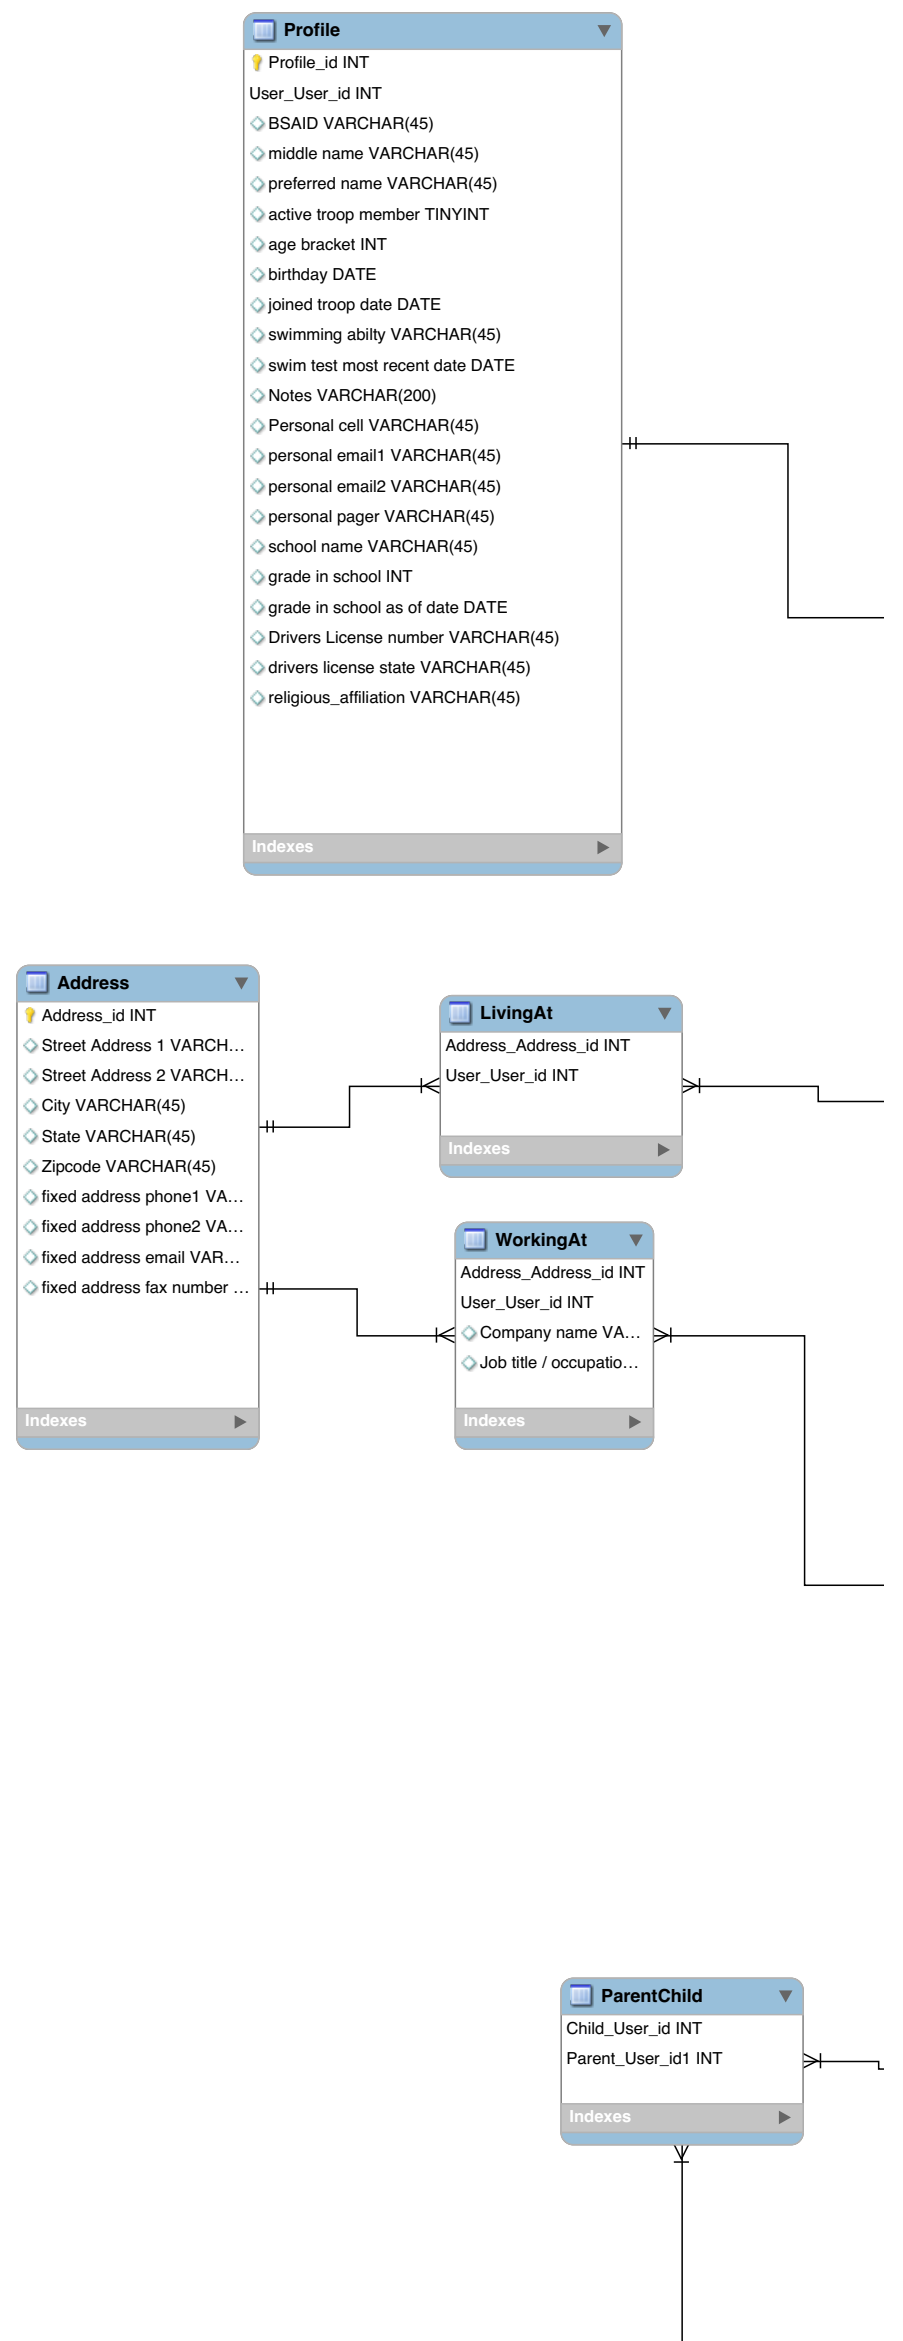 Profile
Profile_id INT
User_User_id INT
BSAID VARCHAR(45)
middle name VARCHAR(45)
preferred name VARCHAR(45)
active troop member TINYINT
age bracket INT
birthday DATE
joined troop date DATE
swimming abilty VARCHAR(45)
swim test most recent date DATE
Notes VARCHAR(200)
Personal cell VARCHAR(45)
personal email1 VARCHAR(45)
personal email2 VARCHAR(45)
personal pager VARCHAR(45)
school name VARCHAR(45)
grade in school INT
grade in school as of date DATE
Drivers License number VARCHAR(45)
drivers license state VARCHAR(45)
religious_affiliation VARCHAR(45)
Indexes
Address
Address_id INT
Street Address 1 VARCH...
Street Address 2 VARCH...
City VARCHAR(45)
State VARCHAR(45)
Zipcode VARCHAR(45)
fixed address phone1 VA...
fixed address phone2 VA...
fixed address email VAR...
fixed address fax number ...
Indexes
LivingAt
Address_Address_id INT
User_User_id INT
Indexes
WorkingAt
Address_Address_id INT
User_User_id INT
Company name VA...
Job title / occupatio...
Indexes
ParentChild
Child_User_id INT
Parent_User_id1 INT
Indexes